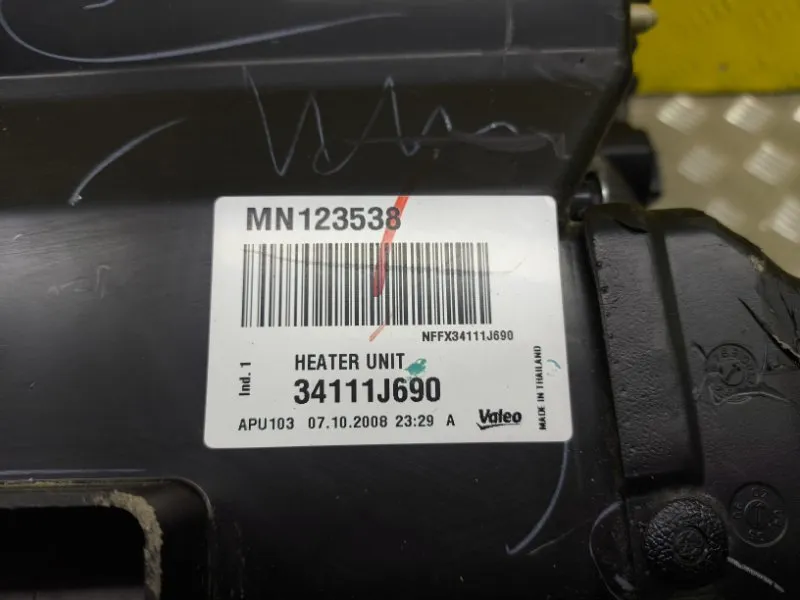 MN123538
NFFX34111J690
HEATER UNIT
Ind. 1
34111J690
APU103 07.10.2008 23:29 A Valeo
MADE IN THAILAND